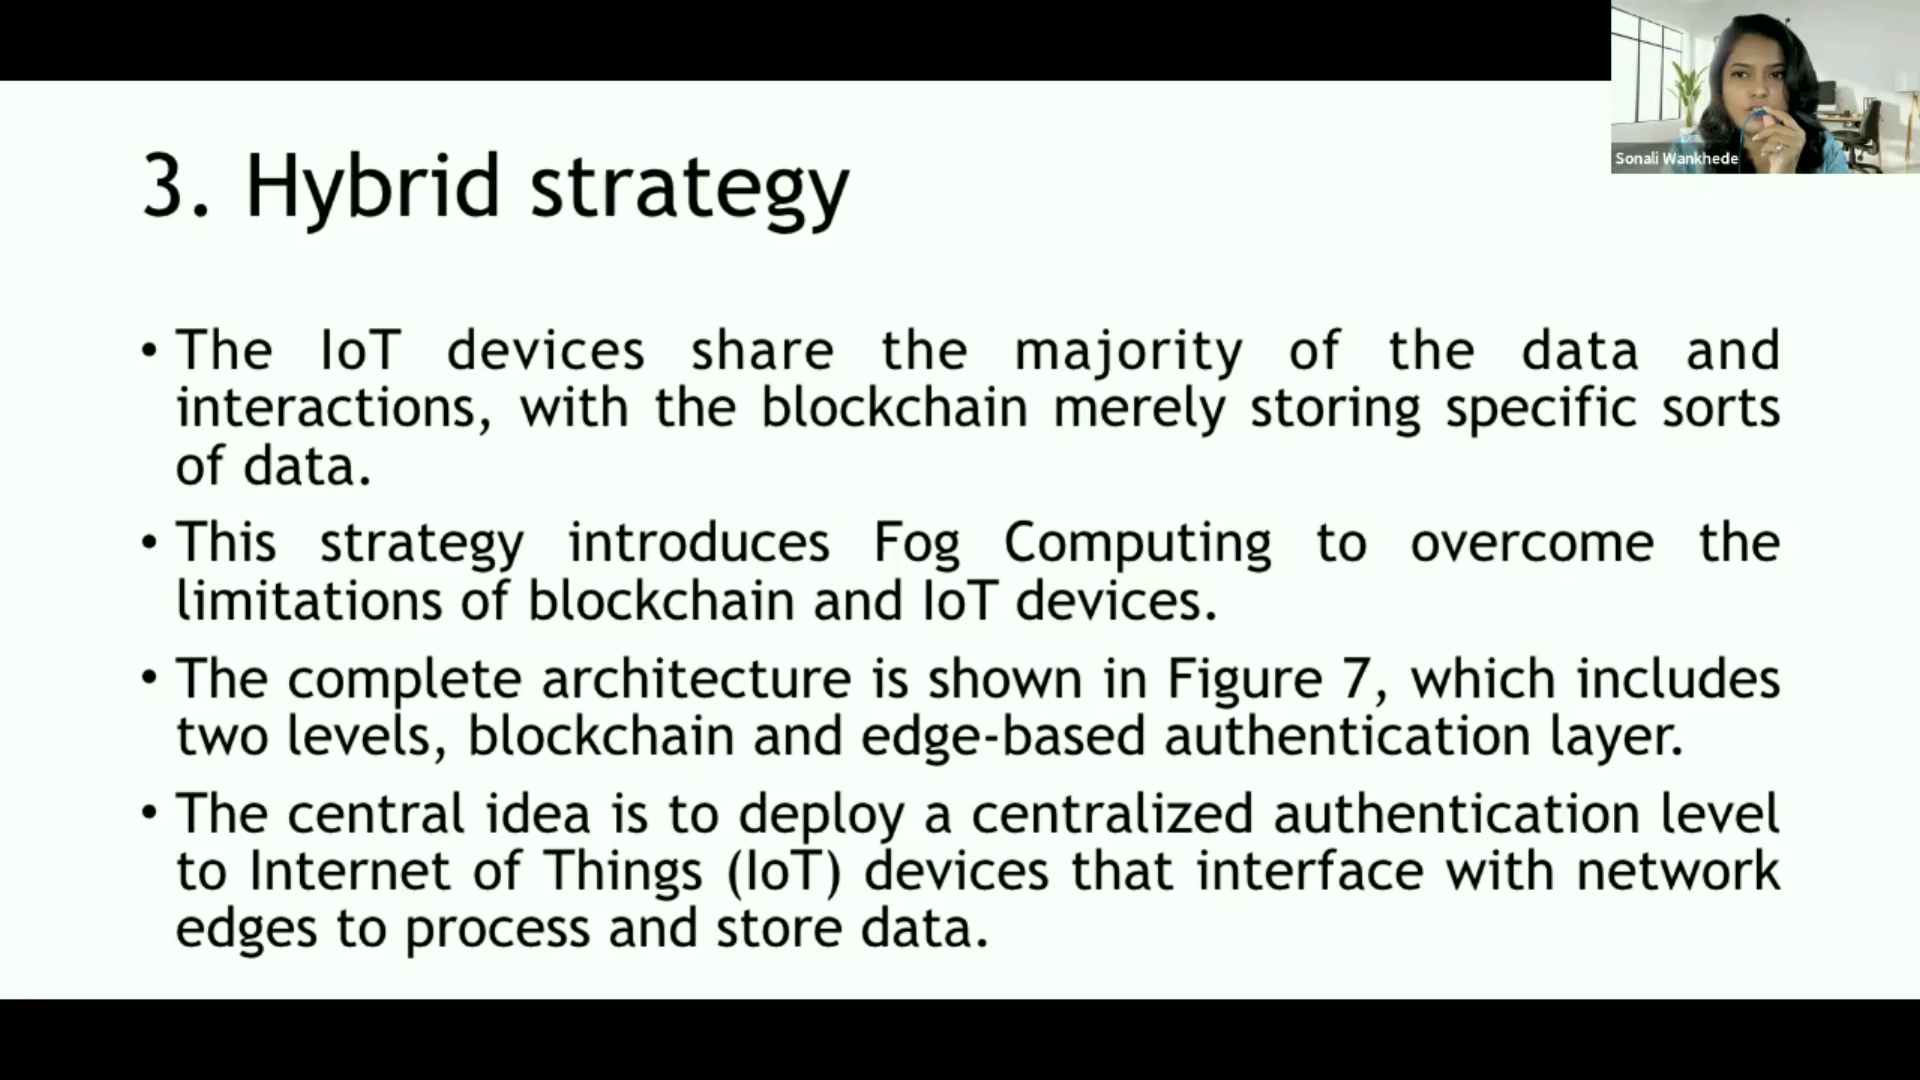 Sonali Wankhede
3. Hybrid strategy
• The IoT devices share the majority of the data and
interactions, with the blockchain merely storing specific sorts
of data.
• This strategy introduces Fog Computing to overcome the
limitations of blockchain and IoT devices.
• The complete architecture is shown in Figure 7, which includes
two levels, blockchain and edge-based authentication layer.
• The central idea is to deploy a centralized authentication level
to Internet of Things (IoT) devices that interface with network
edges to process and store data.